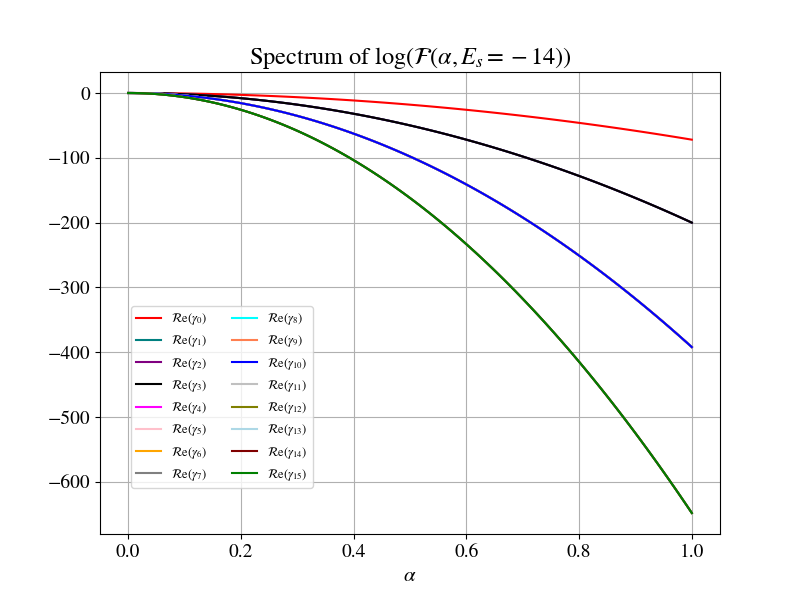 Spectrum of log(ℱ(α, E_s = −14))
0
−100
−200
−300
−400
−500
−600
ℛe(γ₀)
ℛe(γ₁)
ℛe(γ₂)
ℛe(γ₃)
ℛe(γ₄)
ℛe(γ₅)
ℛe(γ₆)
ℛe(γ₇)
ℛe(γ₈)
ℛe(γ₉)
ℛe(γ₁₀)
ℛe(γ₁₁)
ℛe(γ₁₂)
ℛe(γ₁₃)
ℛe(γ₁₄)
ℛe(γ₁₅)
0.0 0.2 0.4 0.6 0.8 1.0
α